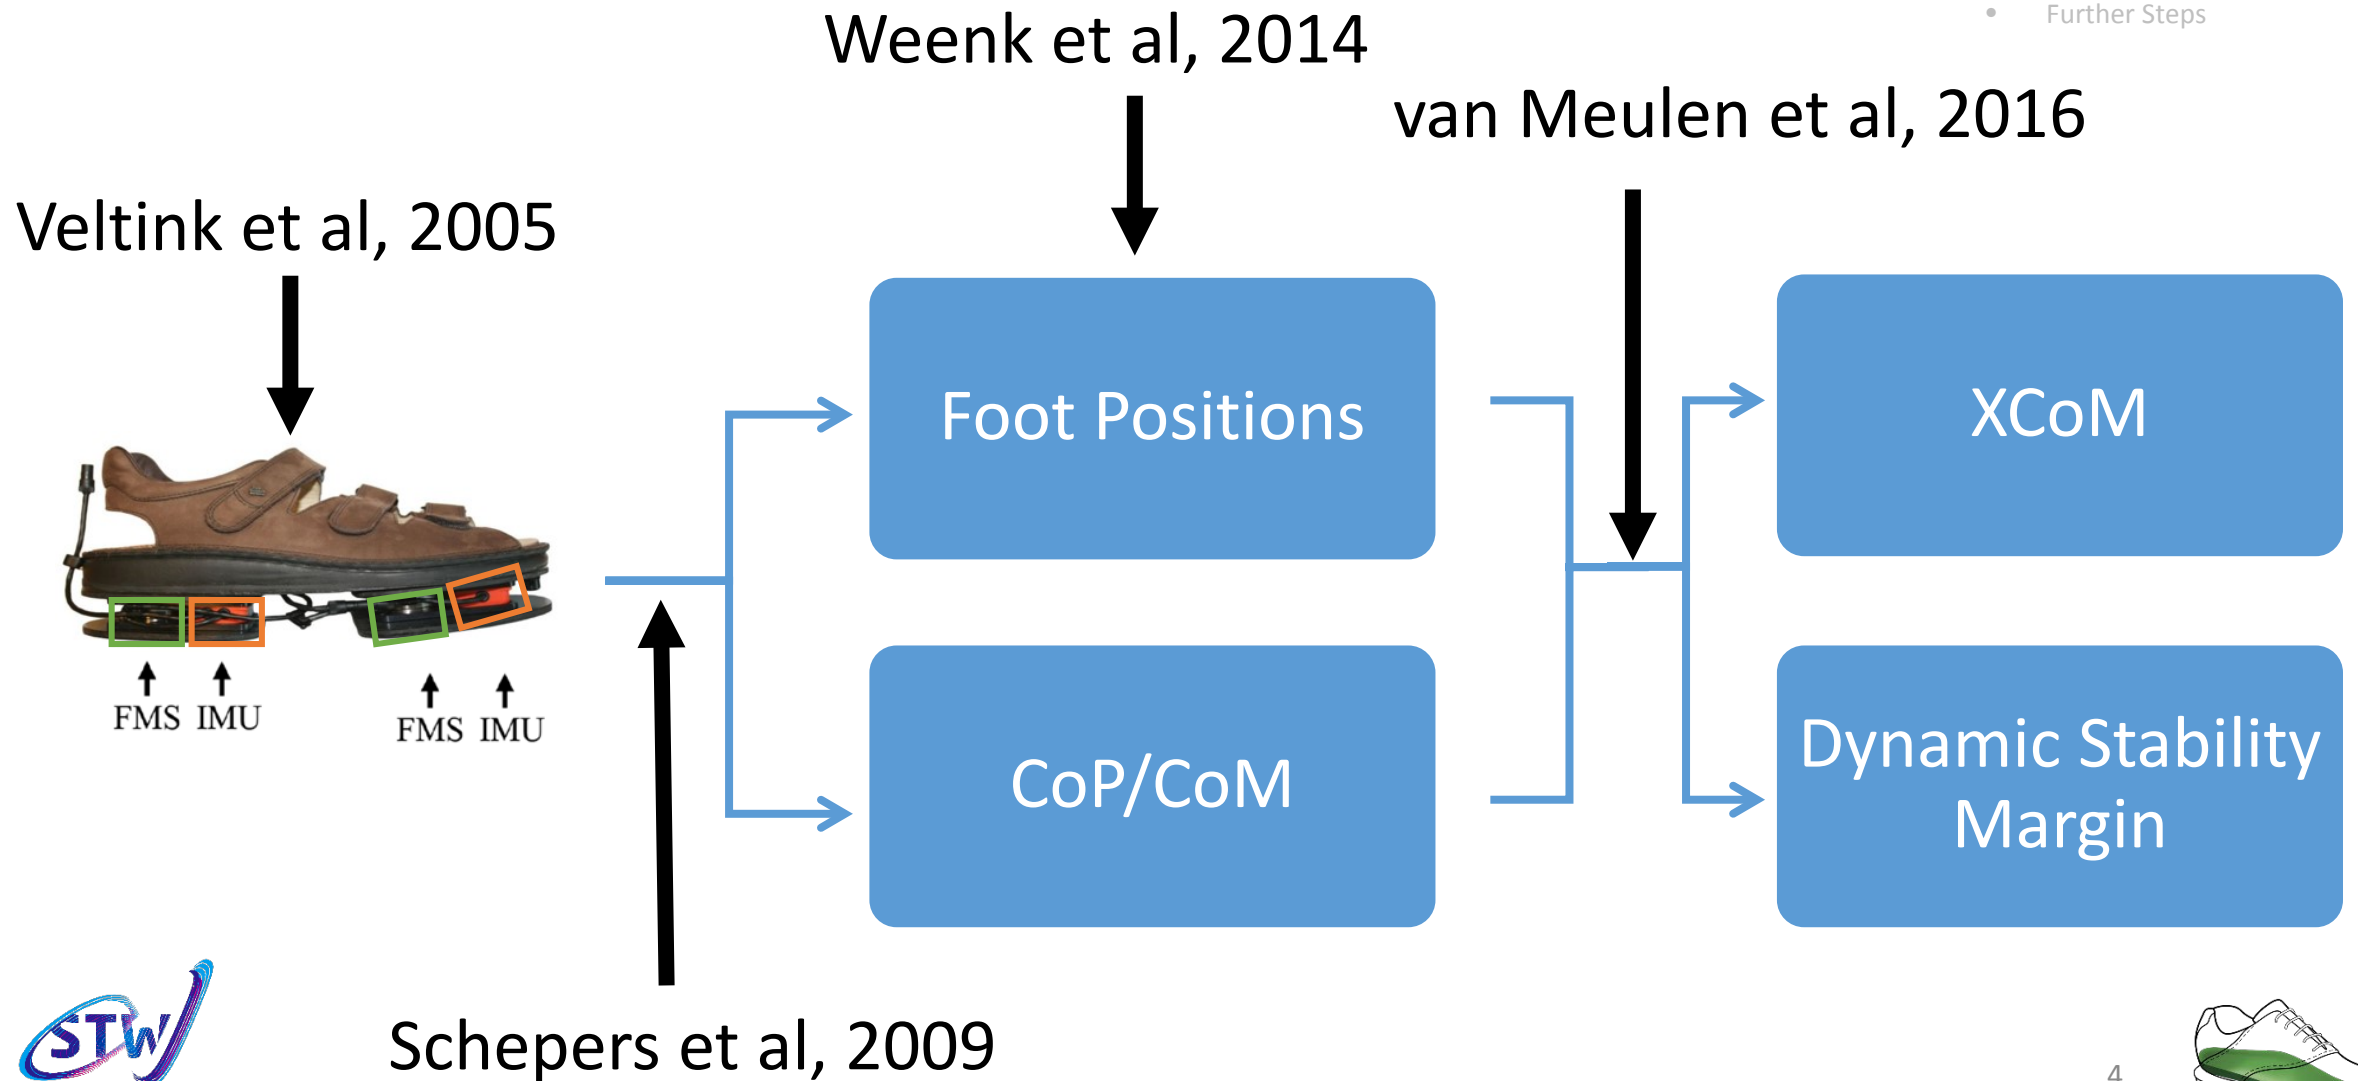 • Further Steps
Weenk et al, 2014
van Meulen et al, 2016
Veltink et al, 2005
Foot Positions
XCoM
FMS IMU
FMS IMU
CoP/CoM
Dynamic Stability
Margin
STW
Schepers et al, 2009
4